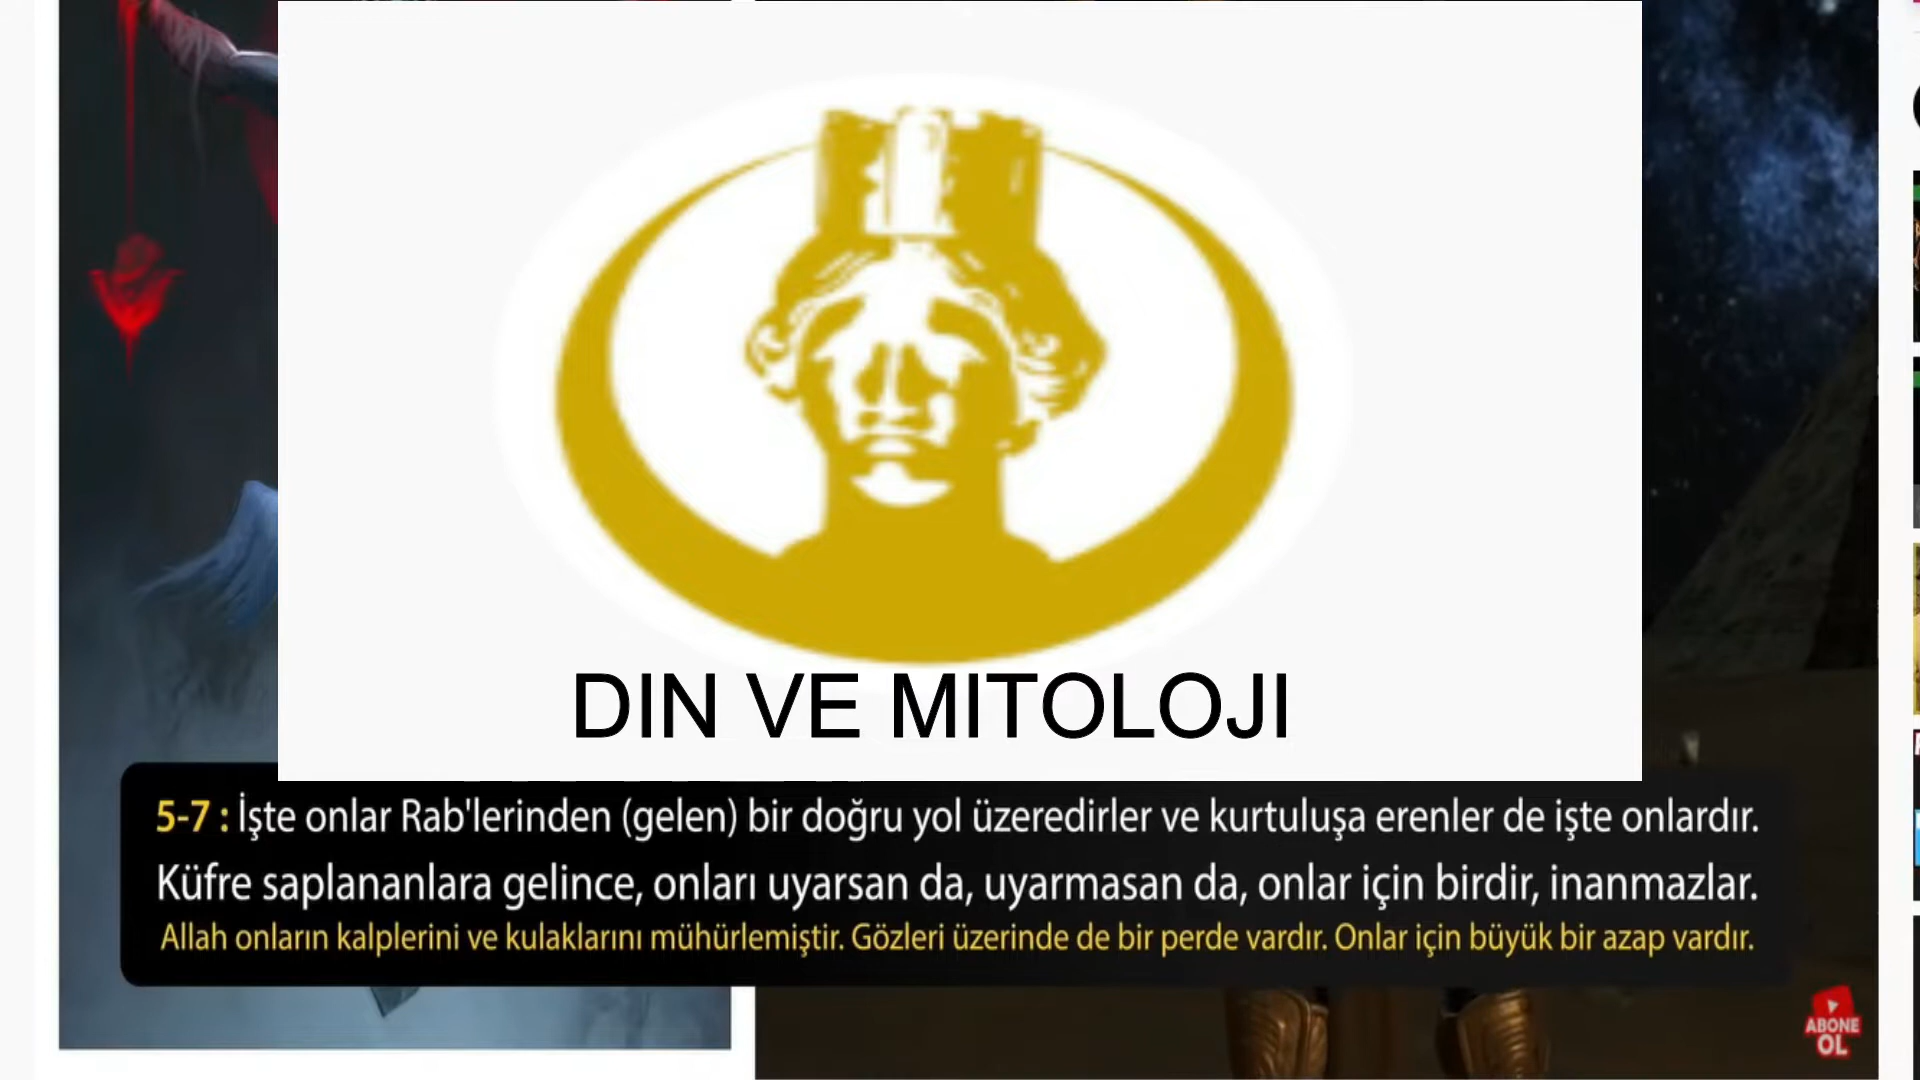 DIN VE MITOLOJI
5-7 : İşte onlar Rab'lerinden (gelen) bir doğru yol üzeredirler ve kurtuluşa erenler de işte onlardır.
Küfre saplananlara gelince, onları uyarsan da, uyarmasan da, onlar için birdir, inanmazlar.
Allah onların kalplerini ve kulaklarını mühürlemiştir. Gözleri üzerinde de bir perde vardır. Onlar için büyük bir azap vardır.
ABONE
OL